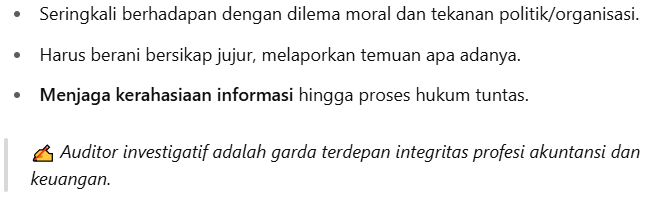 • Seringkali berhadapan dengan dilema moral dan tekanan politik/organisasi.
• Harus berani bersikap jujur, melaporkan temuan apa adanya.
• Menjaga kerahasiaan informasi hingga proses hukum tuntas.
✍️ Auditor investigatif adalah garda terdepan integritas profesi akuntansi dan
keuangan.